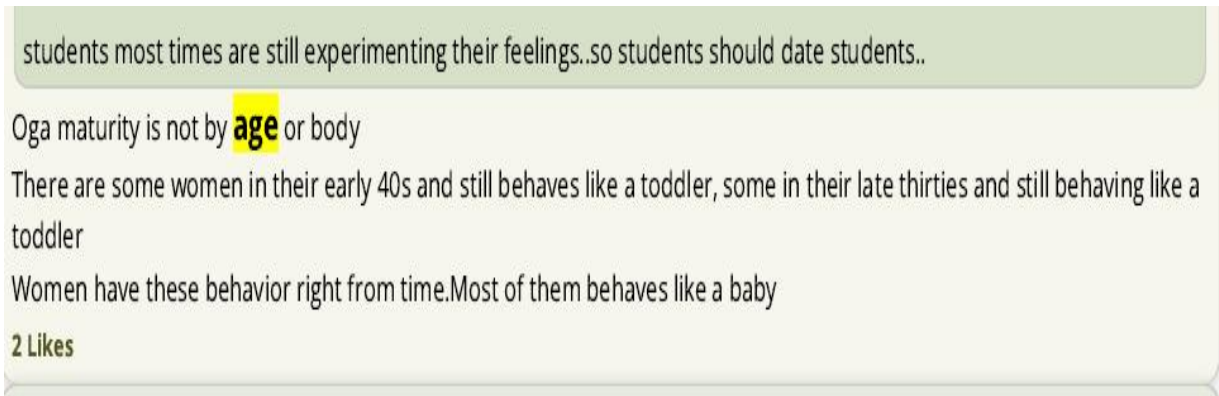 students most times are still experimenting their feelings..so students should date students..
Oga maturity is not by age or body
There are some women in their early 40s and still behaves like a toddler, some in their late thirties and still behaving like a
toddler
Women have these behavior right from time.Most of them behaves like a baby
2 Likes